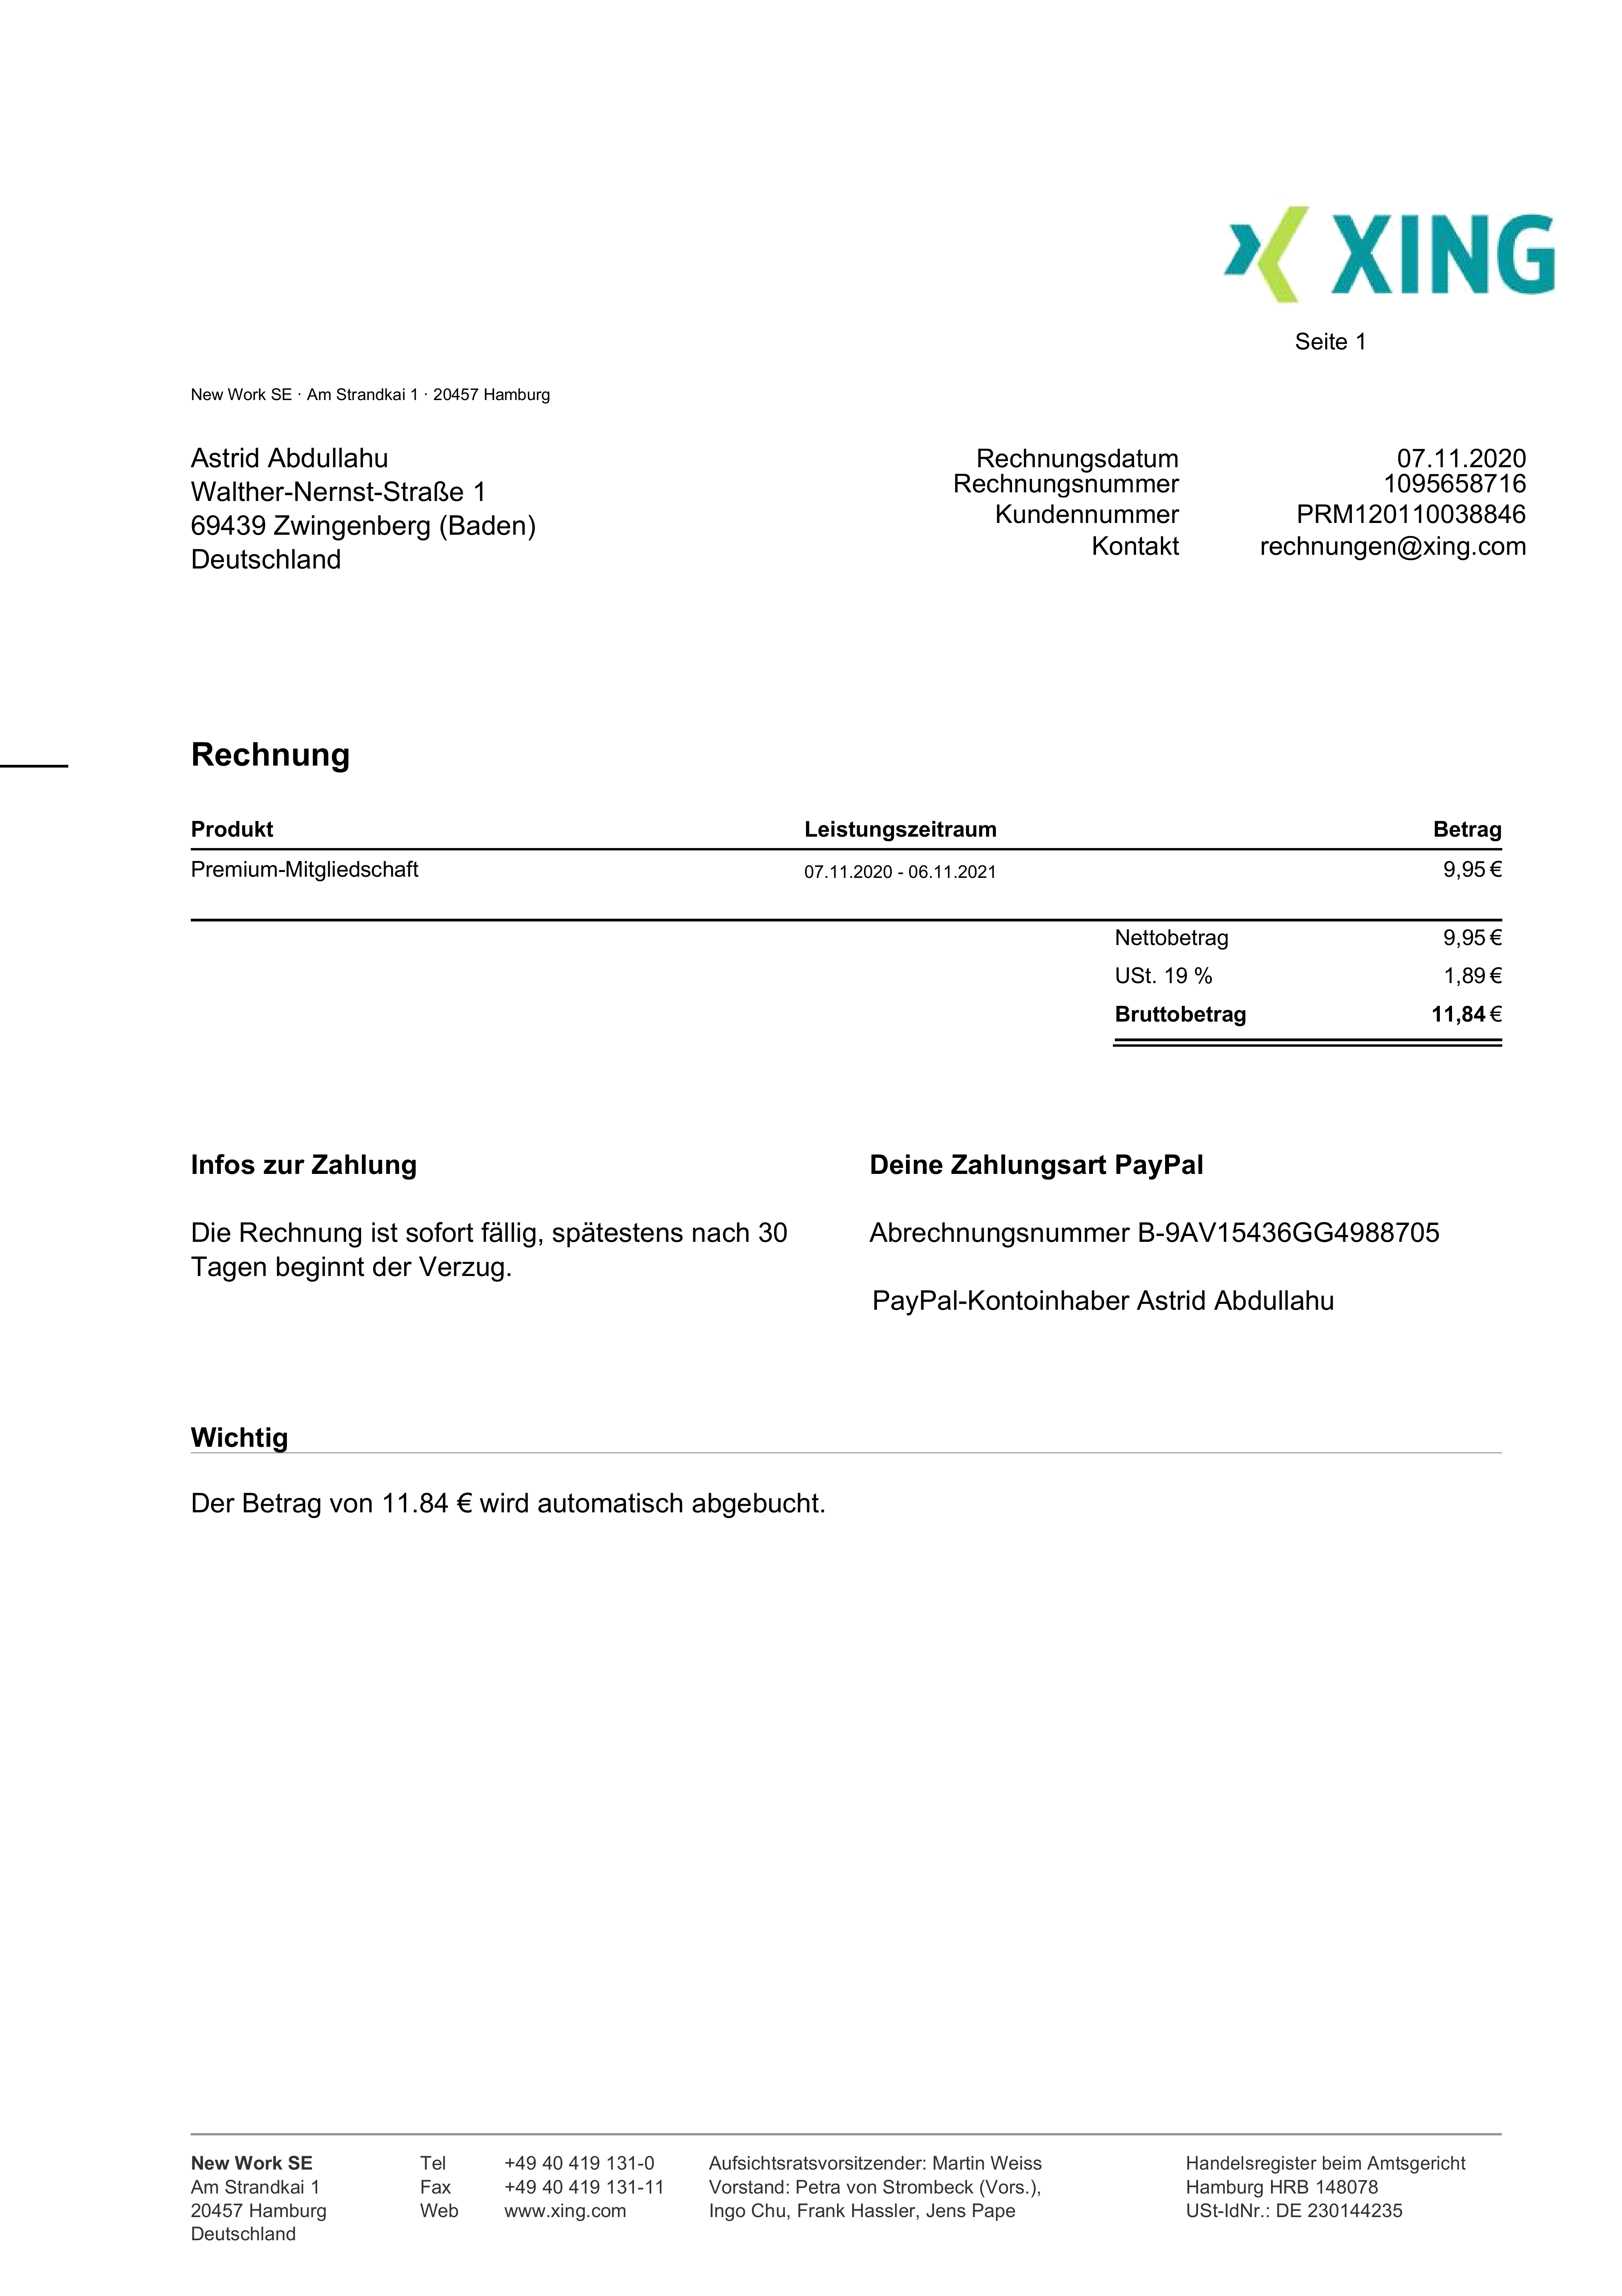 XING
Seite 1
New Work SE · Am Strandkai 1 · 20457 Hamburg
Astrid Abdullahu
Walther-Nernst-Straße 1
69439 Zwingenberg (Baden)
Deutschland
Rechnungsdatum 07.11.2020
Rechnungsnummer 1095658716
Kundennummer PRM120110038846
Kontakt rechnungen@xing.com
Rechnung
Produkt Leistungszeitraum Betrag
Premium-Mitgliedschaft 07.11.2020 - 06.11.2021 9,95 €
Nettobetrag 9,95 €
USt. 19 % 1,89 €
Bruttobetrag 11,84 €
Infos zur Zahlung
Die Rechnung ist sofort fällig, spätestens nach 30
Tagen beginnt der Verzug.
Deine Zahlungsart PayPal
Abrechnungsnummer B-9AV15436GG4988705
PayPal-Kontoinhaber Astrid Abdullahu
Wichtig
Der Betrag von 11.84 € wird automatisch abgebucht.
New Work SE
Am Strandkai 1
20457 Hamburg
Deutschland
Tel +49 40 419 131-0
Fax +49 40 419 131-11
Web www.xing.com
Aufsichtsratsvorsitzender: Martin Weiss
Vorstand: Petra von Strombeck (Vors.),
Ingo Chu, Frank Hassler, Jens Pape
Handelsregister beim Amtsgericht
Hamburg HRB 148078
USt-IdNr.: DE 230144235